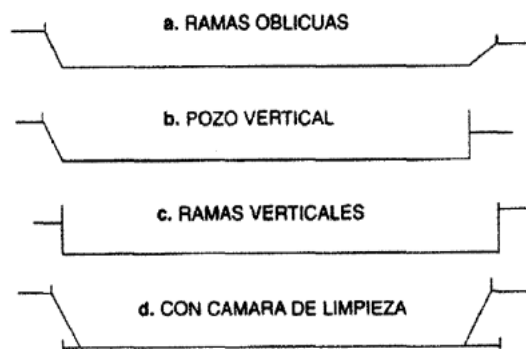 a. RAMAS OBLICUAS
b. POZO VERTICAL
c. RAMAS VERTICALES
d. CON CAMARA DE LIMPIEZA